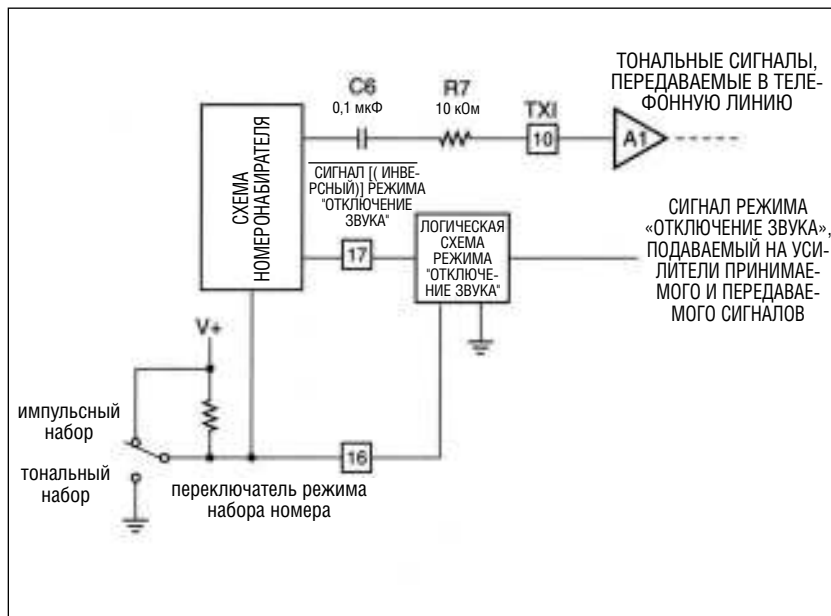 ТОНАЛЬНЫЕ СИГНАЛЫ,
ПЕРЕДАВАЕМЫЕ В ТЕЛЕ-
ФОННУЮ ЛИНИЮ
C6
0,1 мкФ
R7
10 кОм
TXI
10
A1
СХЕМА
НОМЕРОНАБИРАТЕЛЯ
СИГНАЛ [( ИНВЕ-
РСНЫЙ)] РЕЖИМА
"ОТКЛЮЧЕНИЕ
ЗВУКА"
17
ЛОГИЧЕСКАЯ
СХЕМА
РЕЖИМА
"ОТКЛЮЧЕ-
НИЕ ЗВУКА"
СИГНАЛ РЕЖИМА
«ОТКЛЮЧЕНИЕ ЗВУКА»,
ПОДАВАЕМЫЙ НА УСИ-
ЛИТЕЛИ ПРИНИМАЕ-
МОГО И ПЕРЕДАВАЕ-
МОГО СИГНАЛОВ
V+
импульсный
набор
тональный
набор
16
переключатель режима
набора номера